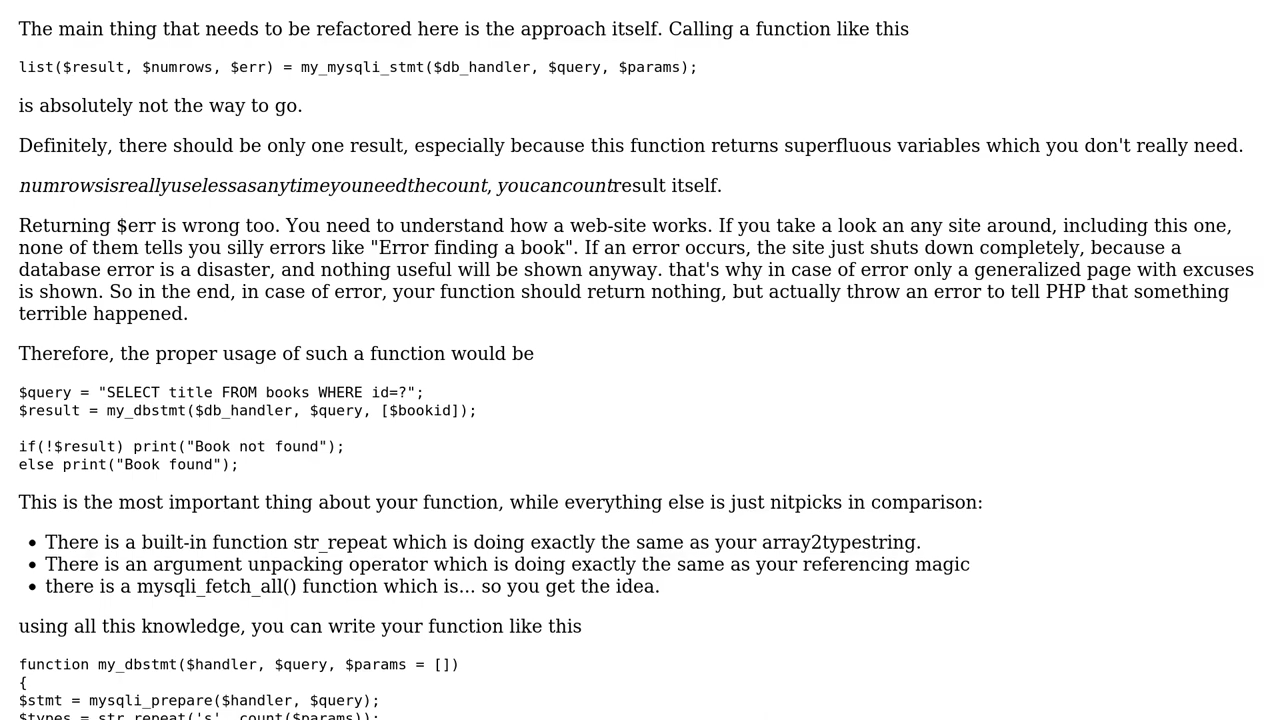 The main thing that needs to be refactored here is the approach itself. Calling a function like this
list($result, $numrows, $err) = my_mysqli_stmt($db_handler, $query, $params);
is absolutely not the way to go.
Definitely, there should be only one result, especially because this function returns superfluous variables which you don't really need.
numrowsisreallyuselessasanytimeyouneedthecount, youcancountresult itself.
Returning $err is wrong too. You need to understand how a web-site works. If you take a look an any site around, including this one,
none of them tells you silly errors like "Error finding a book". If an error occurs, the site just shuts down completely, because a
database error is a disaster, and nothing useful will be shown anyway. that's why in case of error only a generalized page with excuses
is shown. So in the end, in case of error, your function should return nothing, but actually throw an error to tell PHP that something
terrible happened.
Therefore, the proper usage of such a function would be
$query = "SELECT title FROM books WHERE id=?";
$result = my_dbstmt($db_handler, $query, [$bookid]);
if(!$result) print("Book not found");
else print("Book found");
This is the most important thing about your function, while everything else is just nitpicks in comparison:
• There is a built-in function str_repeat which is doing exactly the same as your array2typestring.
• There is an argument unpacking operator which is doing exactly the same as your referencing magic
• there is a mysqli_fetch_all() function which is... so you get the idea.
using all this knowledge, you can write your function like this
function my_dbstmt($handler, $query, $params = [])
{
$stmt = mysqli_prepare($handler, $query);
$types = str_repeat('s', count($params));